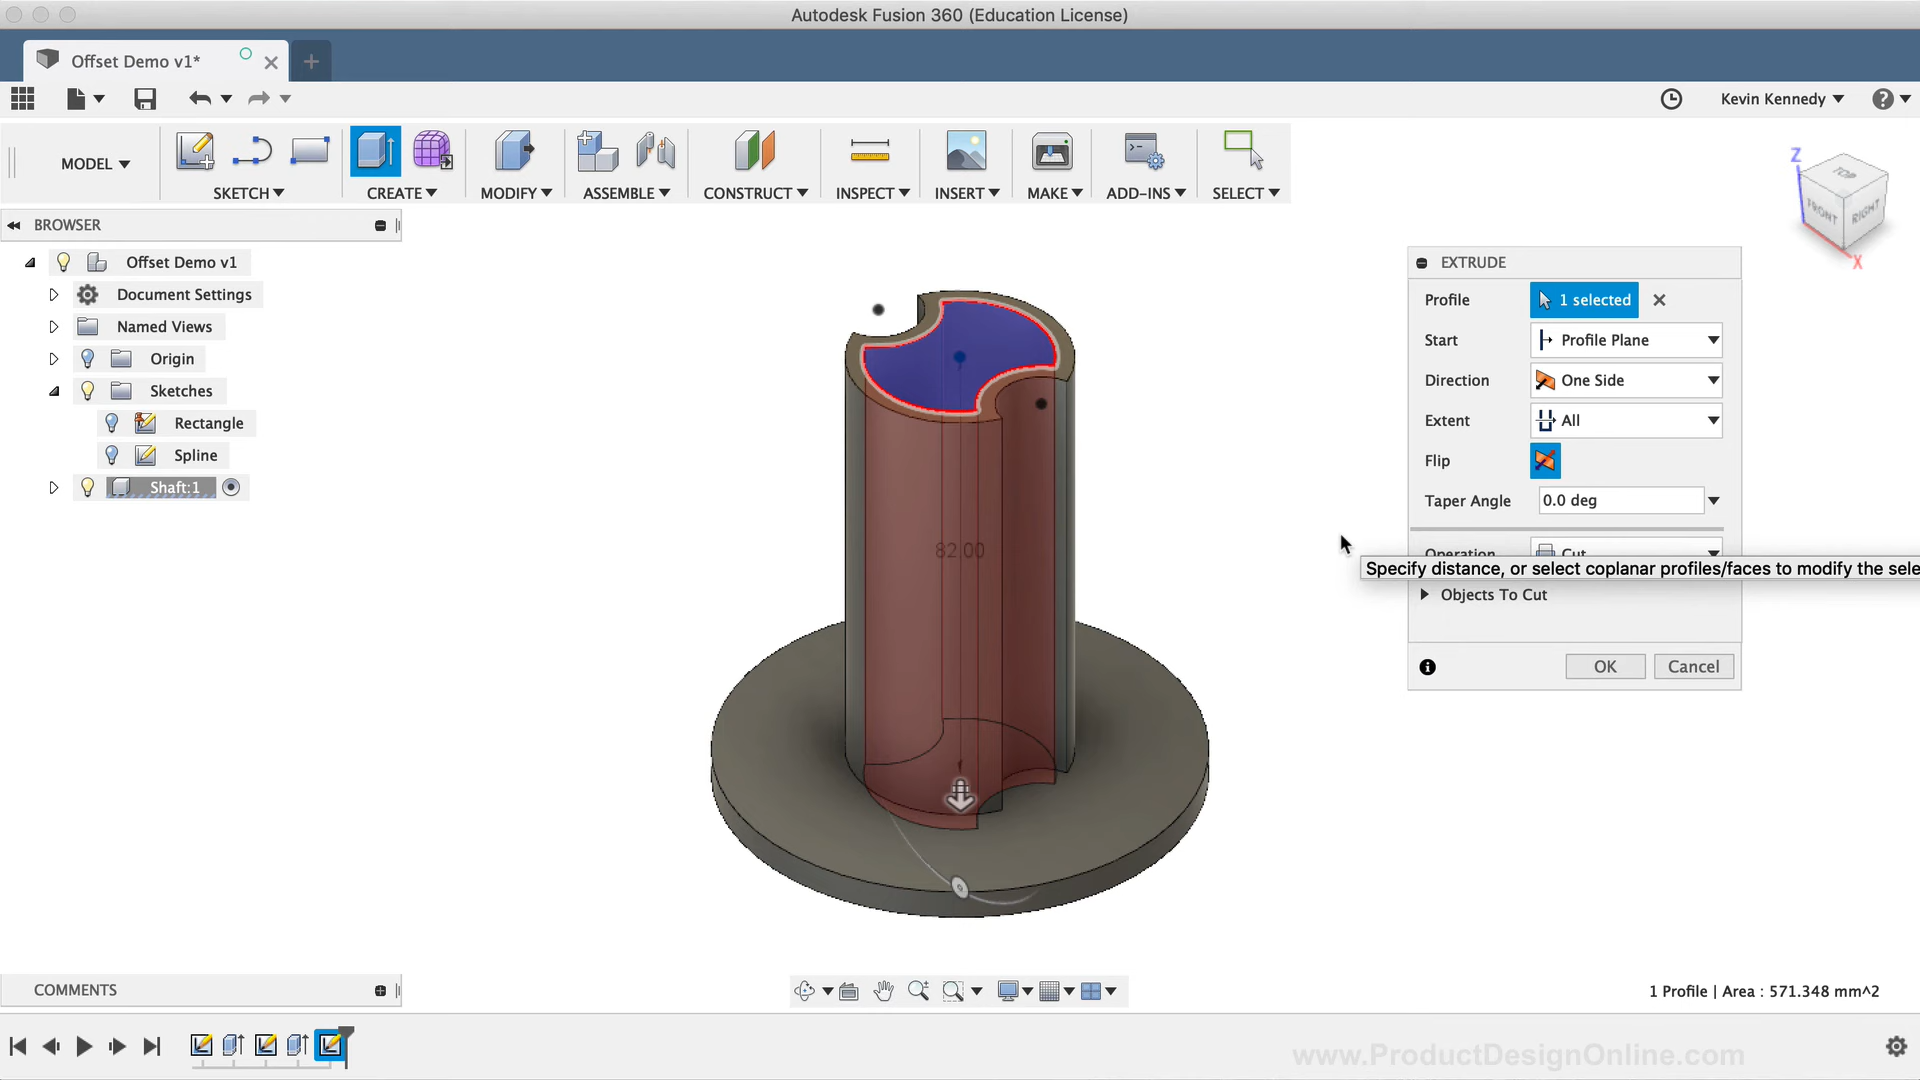 Autodesk Fusion 360 (Education License)
Offset Demo v1*
Kevin Kennedy
MODEL
SKETCH
CREATE
MODIFY
ASSEMBLE
CONSTRUCT
INSPECT
INSERT
MAKE
ADD-INS
SELECT
BROWSER
Offset Demo v1
Document Settings
Named Views
Origin
Sketches
Rectangle
Spline
Shaft:1
Z
TOP
FRONT
RIGHT
X
82.00
EXTRUDE
Profile
1 selected
Start
Profile Plane
Direction
One Side
Extent
All
Flip
Taper Angle
0.0 deg
Operation
Cut
Specify distance, or select coplanar profiles/faces to modify the sele
Objects To Cut
OK
Cancel
COMMENTS
1 Profile | Area : 571.348 mm^2
www.ProductDesignOnline.com